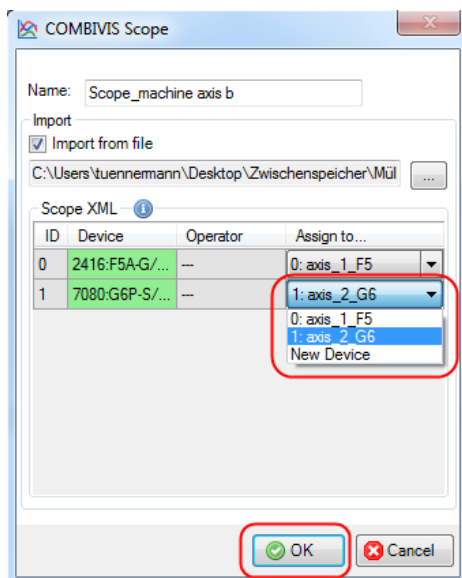 COMBIVIS Scope
Name: Scope_machine axis b
Import
Import from file
C:\Users\tuennemann\Desktop\Zwischenspeicher\Mül ...
Scope XML
ID Device Operator Assign to...
0 2416:F5A-G/... --- 0: axis_1_F5
1 7080:G6P-S/... --- 1: axis_2_G6
0: axis_1_F5
1: axis_2_G6
New Device
OK Cancel